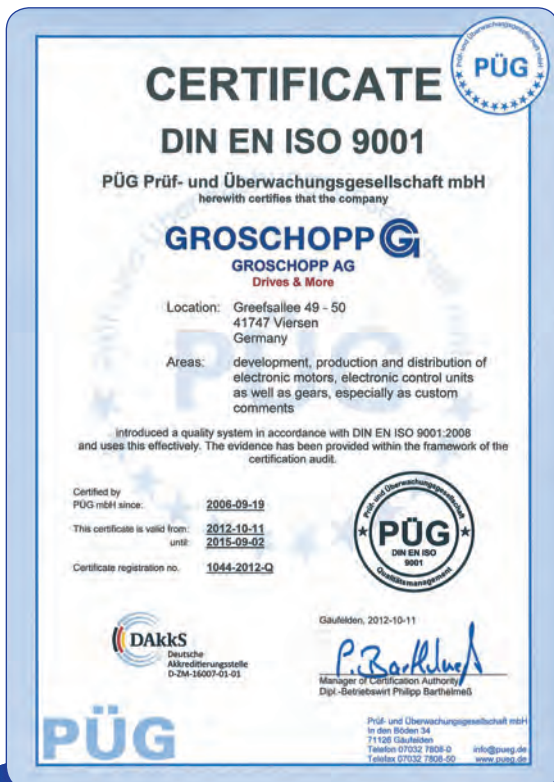 Prüf- und Überwachungsgesellschaft mbH
PÜG
CERTIFICATE
DIN EN ISO 9001
PÜG Prüf- und Überwachungsgesellschaft mbH
herewith certifies that the company
GROSCHOPP G
GROSCHOPP AG
Drives & More
Location: Greefsallee 49 - 50
41747 Viersen
Germany
Areas: development, production and distribution of
electronic motors, electronic control units
as well as gears, especially as custom
comments
introduced a quality system in accordance with DIN EN ISO 9001:2008
and uses this effectively. The evidence has been provided within the framework of the
certification audit.
Certified by
PÜG mbH since: 2006-09-19
This certificate is valid from: 2012-10-11
until: 2015-09-02
Certificate registration no. 1044-2012-Q
Prüf- und Überwachungsgesellschaft
PÜG
DIN EN ISO
9001
Qualitätsmanagement
DAkkS
Deutsche
Akkreditierungsstelle
D-ZM-16007-01-01
Gäufelden, 2012-10-11
P. Barthelmeß
Manager of Certification Authority
Dipl.-Betriebswirt Philipp Barthelmeß
PÜG
Prüf- und Überwachungsgesellschaft mbH
In den Böden 34
71126 Gäufelden
Telefon 07032 7808-0 info@pueg.de
Telefax 07032 7808-50 www.pueg.de